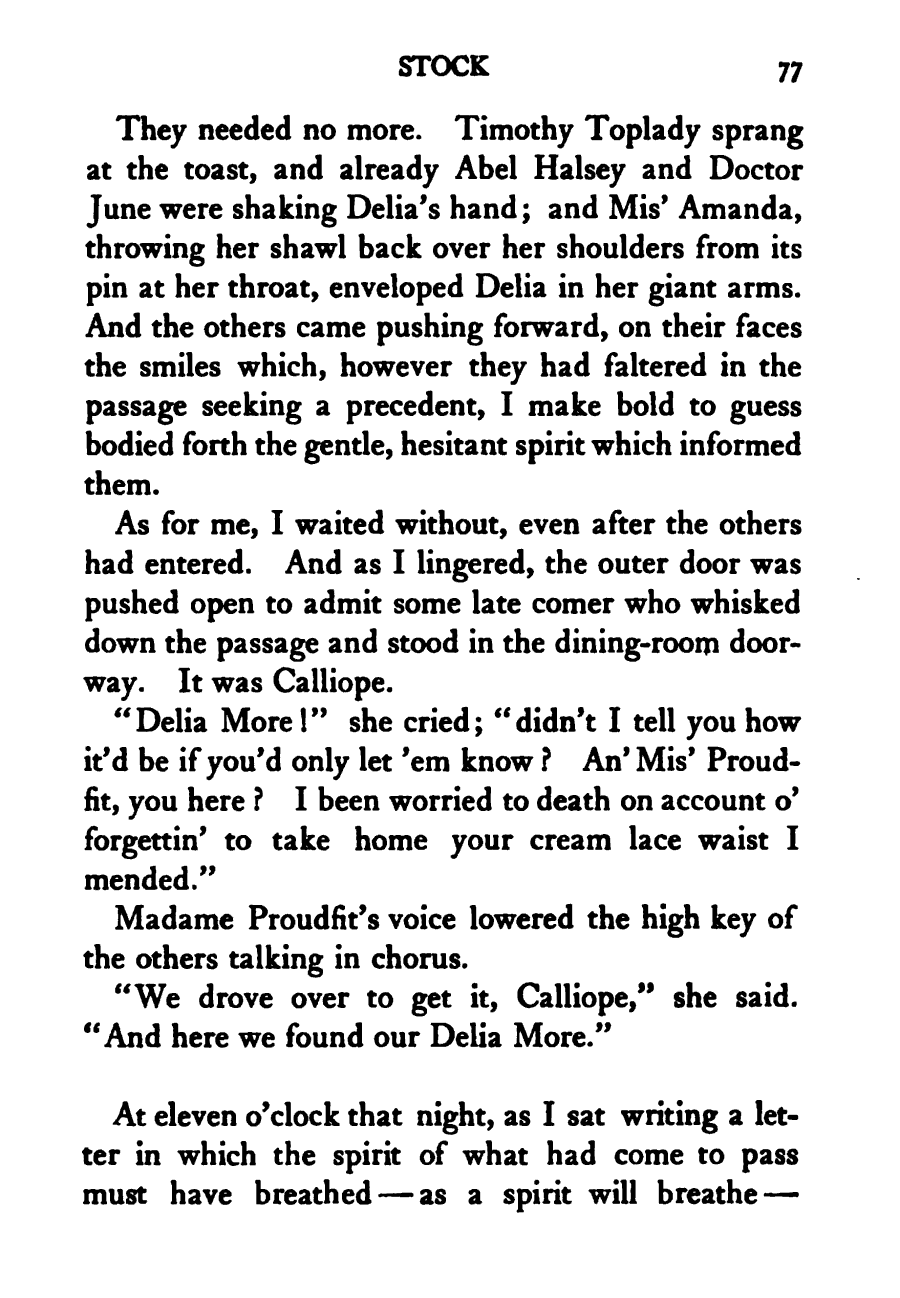 STOCK 77
They needed no more. Timothy Toplady sprang
at the toast, and already Abel Halsey and Doctor
June were shaking Delia's hand; and Mis' Amanda,
throwing her shawl back over her shoulders from its
pin at her throat, enveloped Delia in her giant arms.
And the others came pushing forward, on their faces
the smiles which, however they had faltered in the
passage seeking a precedent, I make bold to guess
bodied forth the gentle, hesitant spirit which informed
them.
As for me, I waited without, even after the others
had entered. And as I lingered, the outer door was
pushed open to admit some late comer who whisked
down the passage and stood in the dining-room door-
way. It was Calliope.
"Delia More!" she cried; "didn't I tell you how
it'd be if you'd only let 'em know? An' Mis' Proud-
fit, you here? I been worried to death on account o'
forgettin' to take home your cream lace waist I
mended."
Madame Proudfit's voice lowered the high key of
the others talking in chorus.
"We drove over to get it, Calliope," she said.
"And here we found our Delia More."
At eleven o'clock that night, as I sat writing a let-
ter in which the spirit of what had come to pass
must have breathed — as a spirit will breathe —